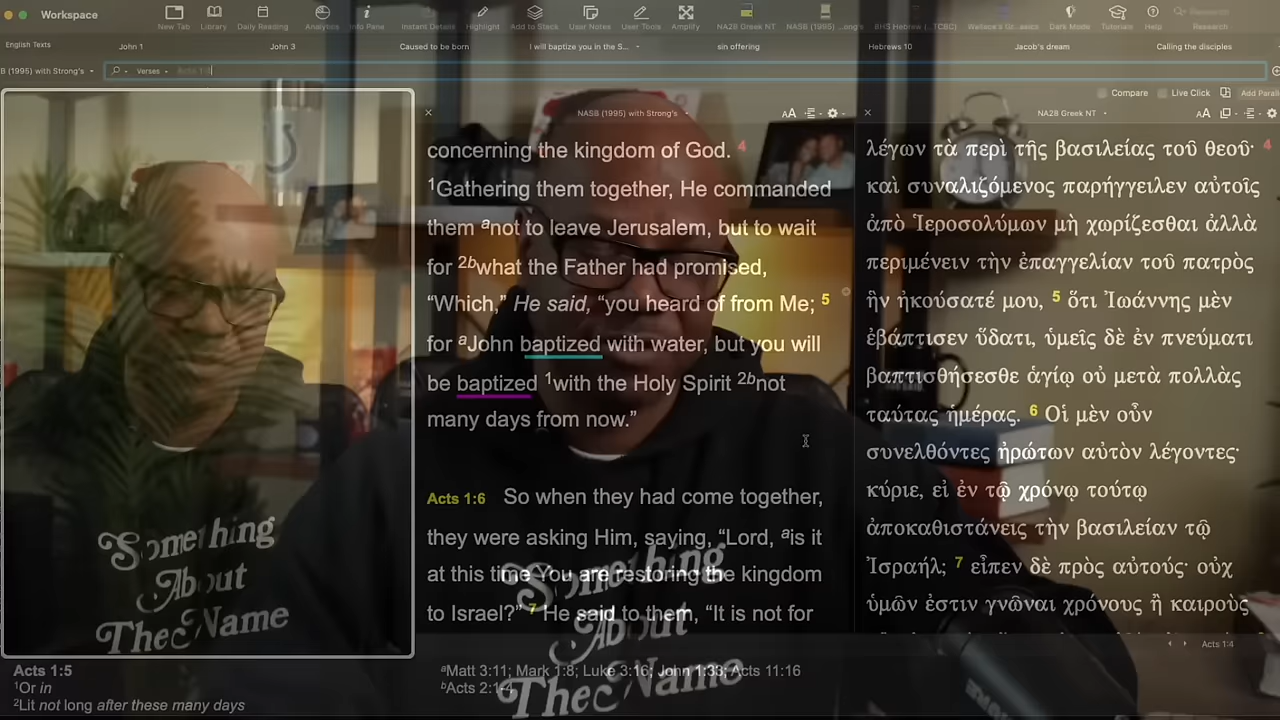 Workspace
New Tab
Library
Daily Reading
Analytics
Info Pane
Instant Details
Highlight
Add to Stack
User Notes
User Tools
Amplify
NA28 Greek NT
NASB (1995)
Dark Mode
Tutorials
Help
Research
English Texts
John 1
John 3
Caused to be born
I will baptize you in the S...
sin offering
Hebrews 10
Jacob's dream
Calling the disciples
B (1995) with Strong's
Verses
Compare
Live Click
Add Parall
NASB (1995) with Strong's
AA
NA28 Greek NT
AA
concerning the kingdom of God. 4
1Gathering them together, He commanded
them anot to leave Jerusalem, but to wait
for 2bwhat the Father had promised,
“Which,” He said, “you heard of from Me; 5
for aJohn baptized with water, but you will
be baptized 1with the Holy Spirit 2bnot
many days from now.”
Acts 1:6 So when they had come together,
they were asking Him, saying, “Lord, ais it
at this time You are restoring the kingdom
to Israel?” 7 He said to them, “It is not for
λέγων τὰ περὶ τῆς βασιλείας τοῦ θεοῦ· 4
καὶ συναλιζόμενος παρήγγειλεν αὐτοῖς
ἀπὸ Ἱεροσολύμων μὴ χωρίζεσθαι ἀλλὰ
περιμένειν τὴν ἐπαγγελίαν τοῦ πατρὸς
ἣν ἠκούσατέ μου, 5 ὅτι Ἰωάννης μὲν
ἐβάπτισεν ὕδατι, ὑμεῖς δὲ ἐν πνεύματι
βαπτισθήσεσθε ἁγίῳ οὐ μετὰ πολλὰς
ταύτας ἡμέρας. 6 Οἱ μὲν οὖν
συνελθόντες ἠρώτων αὐτὸν λέγοντες·
κύριε, εἰ ἐν τῷ χρόνῳ τούτῳ
ἀποκαθιστάνεις τὴν βασιλείαν τῷ
Ἰσραήλ; 7 εἶπεν δὲ πρὸς αὐτούς· οὐχ
ὑμῶν ἐστιν γνῶναι χρόνους ἢ καιροὺς
Acts 1:4
Something
About
The Name
Something
About
The Name
Acts 1:5
1Or in
2Lit not long after these many days
aMatt 3:11; Mark 1:8; Luke 3:16; John 1:33; Acts 11:16
bActs 2:1-4